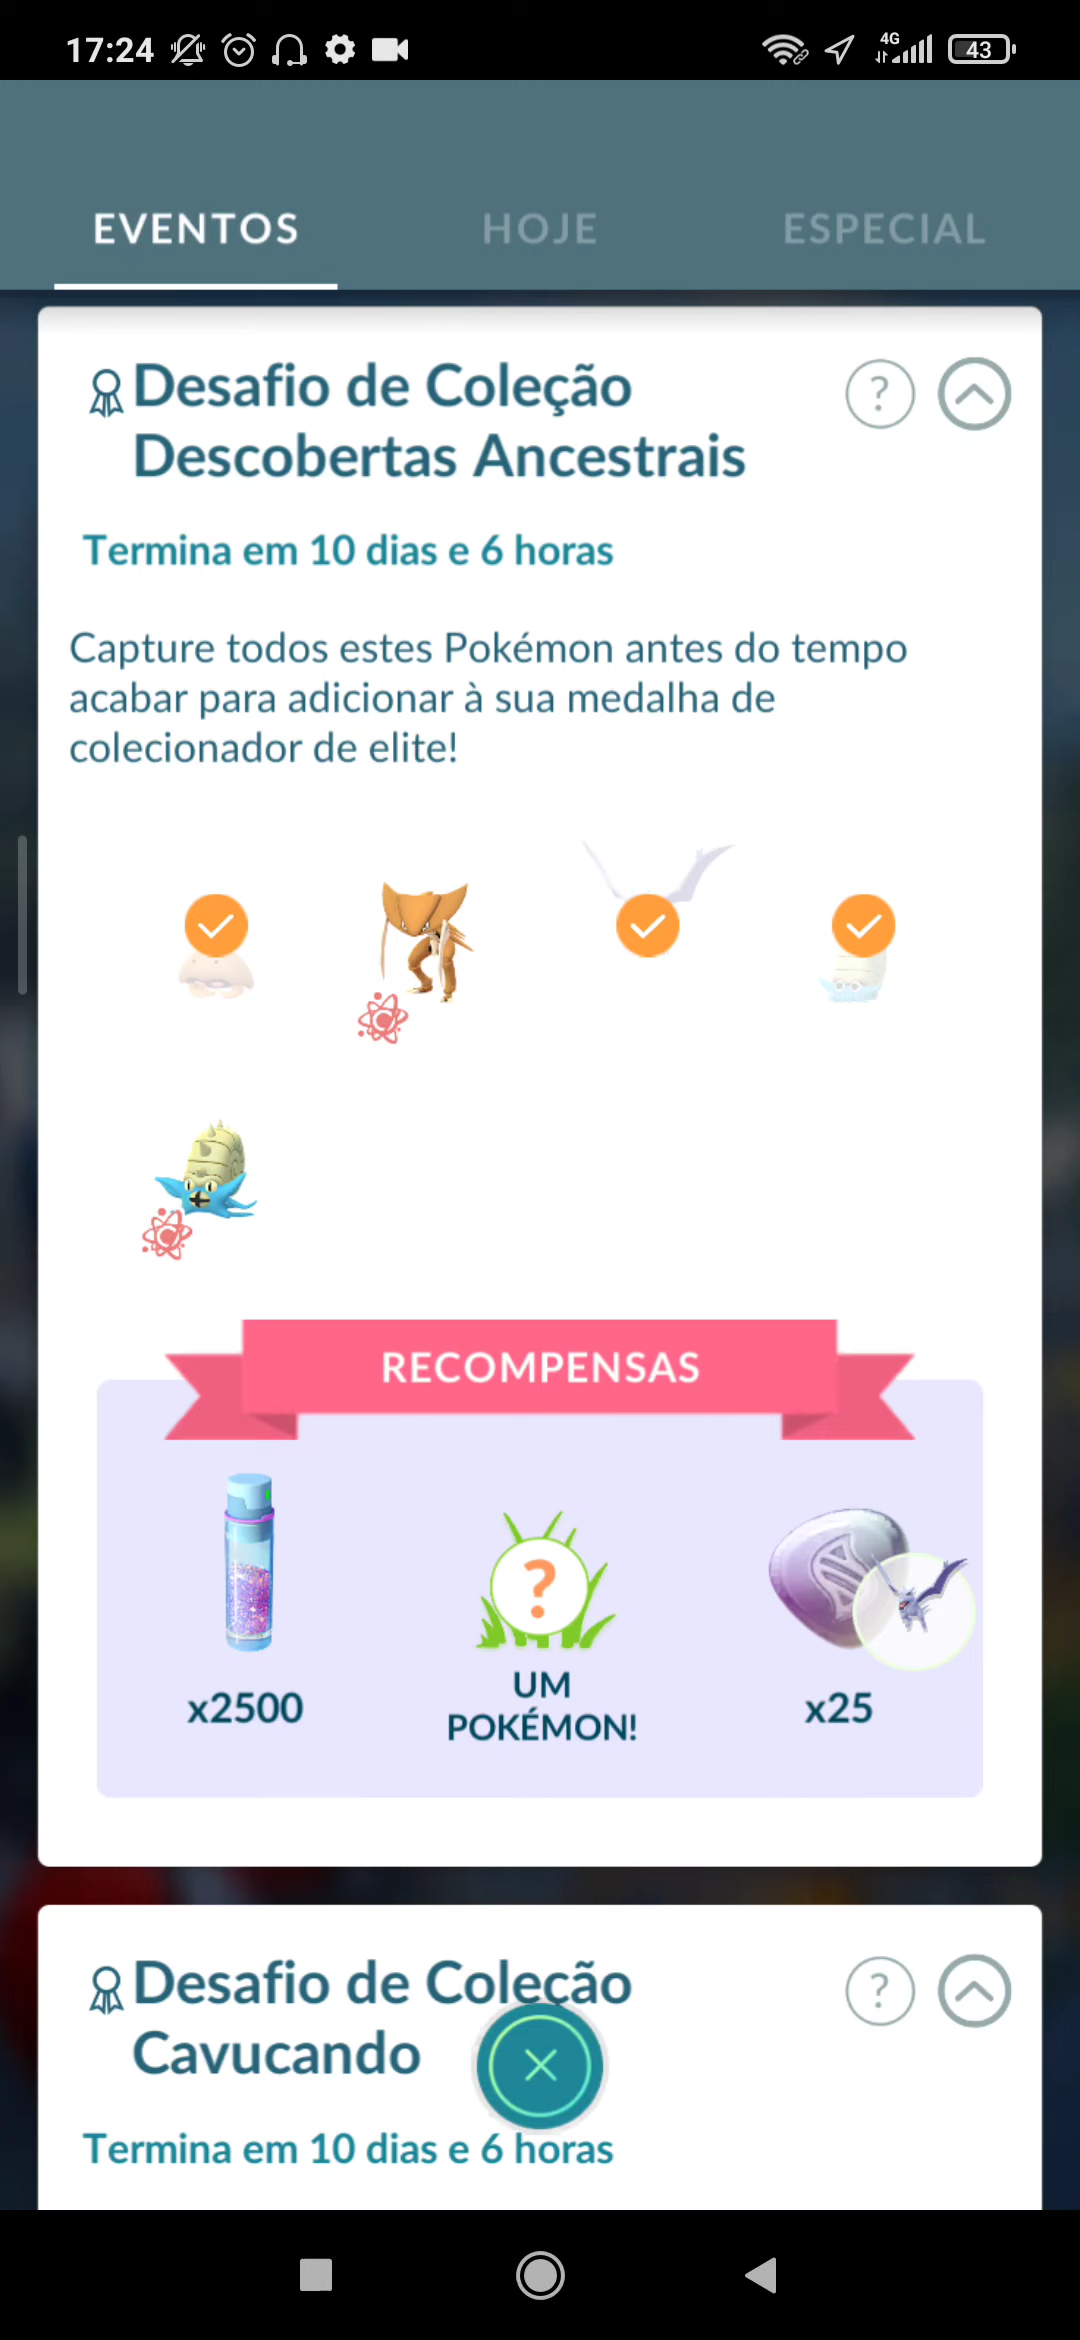 17:24
4G
43
EVENTOS
HOJE
ESPECIAL
Desafio de Coleção
Descobertas Ancestrais
?
Termina em 10 dias e 6 horas
Capture todos estes Pokémon antes do tempo
acabar para adicionar à sua medalha de
colecionador de elite!
RECOMPENSAS
?
x2500
UM
POKÉMON!
x25
Desafio de Coleção
Cavucando
?
Termina em 10 dias e 6 horas